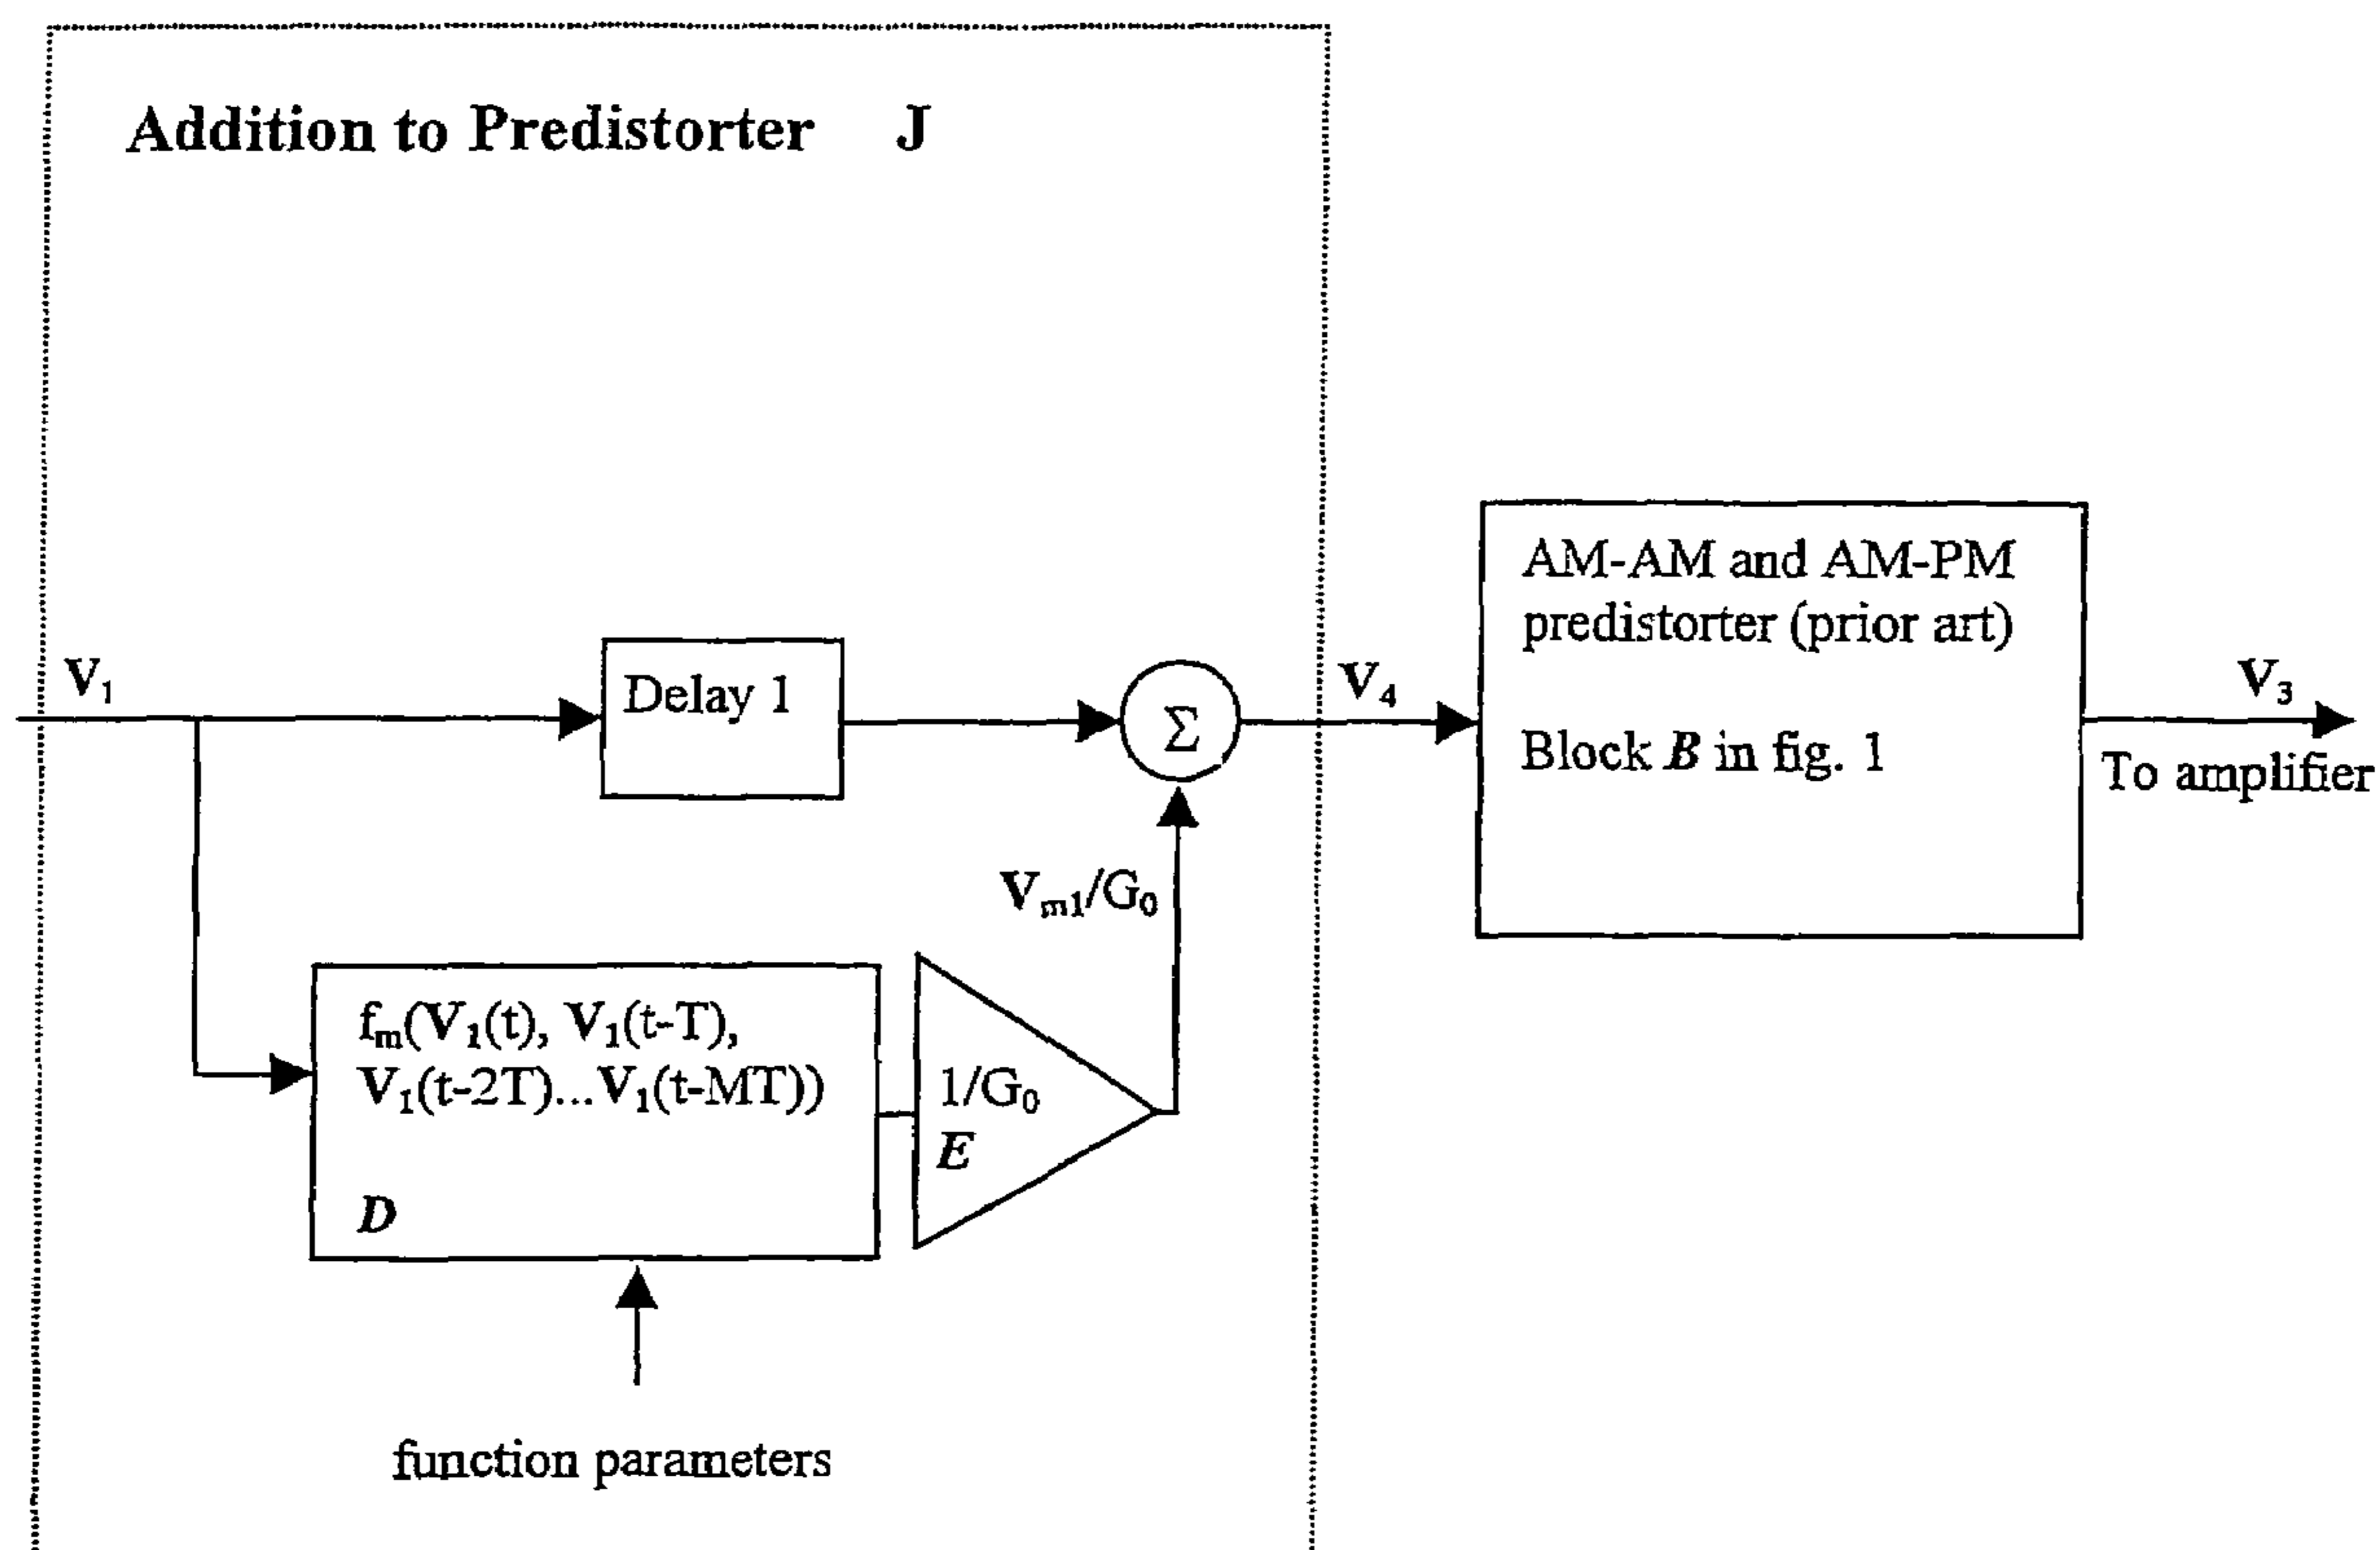 Addition to Predistorter J
V₁
Delay 1
Σ
V₄
AM-AM and AM-PM
predistorter (prior art)
Block B in fig. 1
V₃
To amplifier
Vₘ₁/G₀
fₘ(V₁(t), V₁(t-T),
V₁(t-2T)...V₁(t-MT))
D
1/G₀
E
function parameters